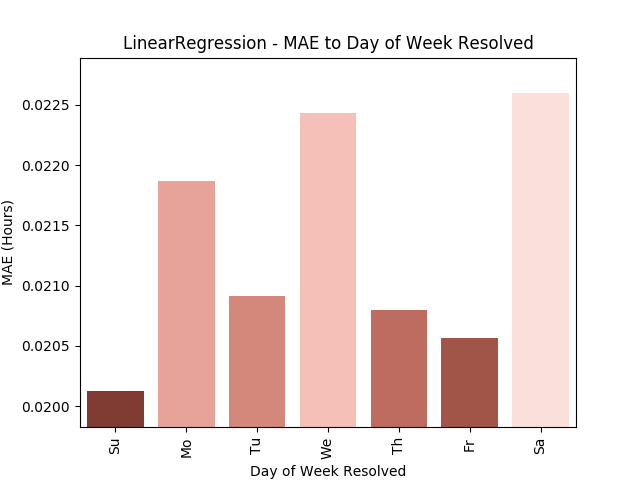 LinearRegression - MAE to Day of Week Resolved
MAE (Hours)
0.0225
0.0220
0.0215
0.0210
0.0205
0.0200
Su Mo Tu We Th Fr Sa
Day of Week Resolved